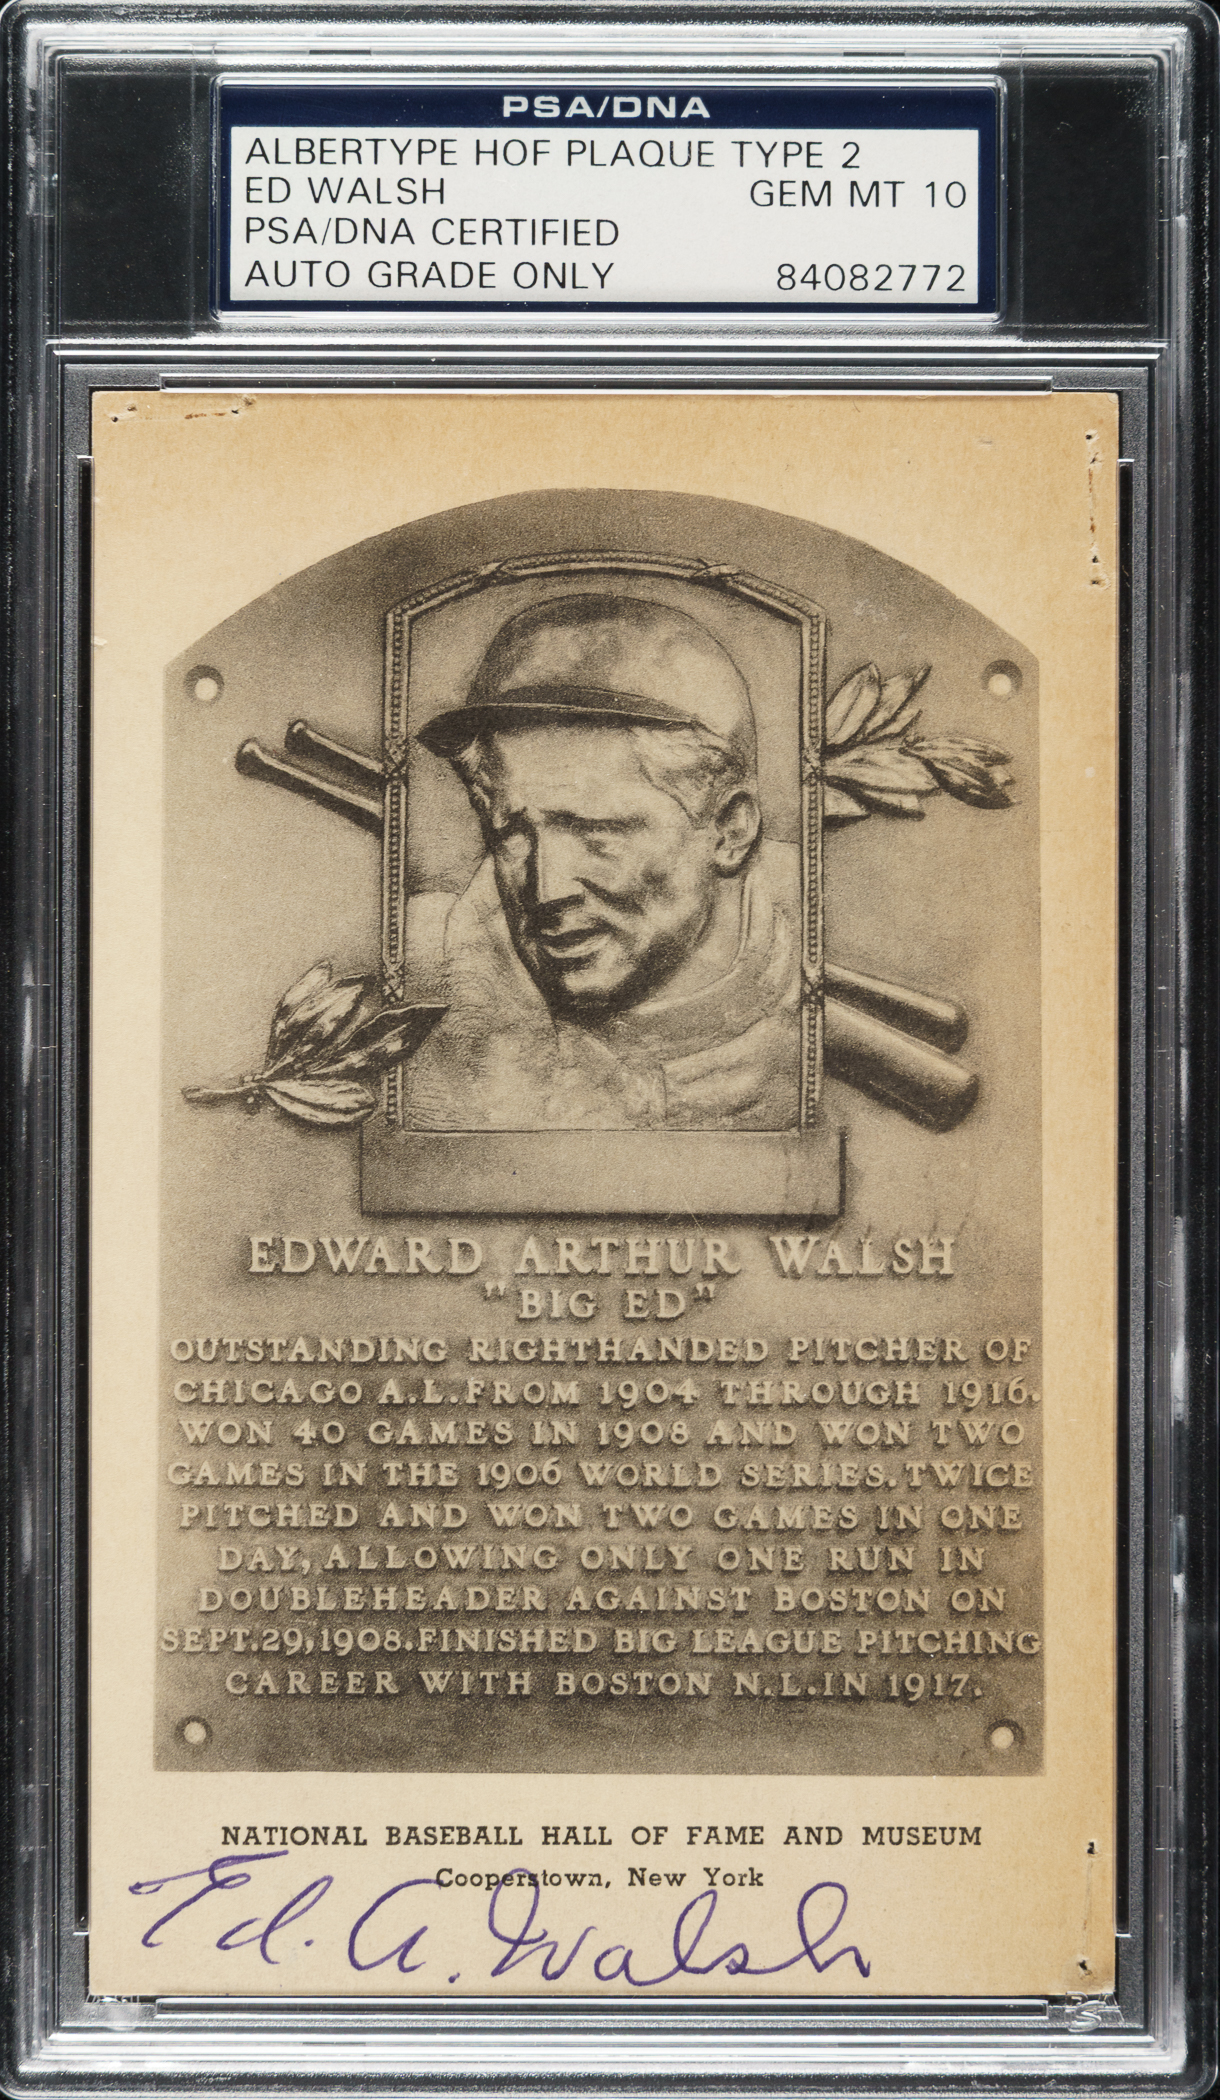 PSA/DNA
ALBERTYPE HOF PLAQUE TYPE 2
ED WALSH GEM MT 10
PSA/DNA CERTIFIED
AUTO GRADE ONLY 84082772
EDWARD ARTHUR WALSH
"BIG ED"
OUTSTANDING RIGHTHANDED PITCHER OF
CHICAGO A.L. FROM 1904 THROUGH 1916.
WON 40 GAMES IN 1908 AND WON TWO
GAMES IN THE 1906 WORLD SERIES. TWICE
PITCHED AND WON TWO GAMES IN ONE
DAY, ALLOWING ONLY ONE RUN IN
DOUBLEHEADER AGAINST BOSTON ON
SEPT. 29, 1908. FINISHED BIG LEAGUE PITCHING
CAREER WITH BOSTON N.L. IN 1917.
NATIONAL BASEBALL HALL OF FAME AND MUSEUM
Cooperstown, New York
Ed. A. Walsh